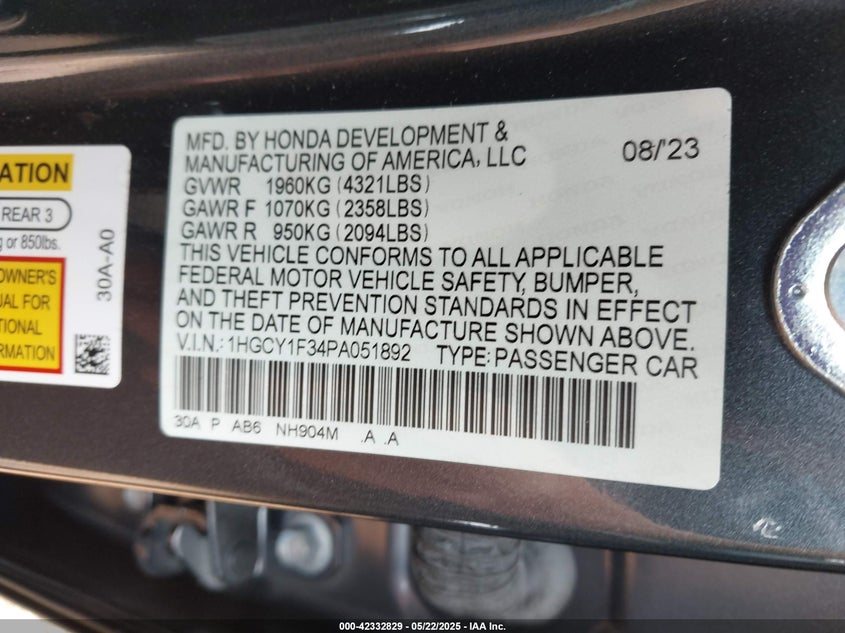 ATION
REAR 3
g or 850lbs.
OWNER'S
UAL FOR
TIONAL
ORMATION
30A-A0
MFD. BY HONDA DEVELOPMENT &
MANUFACTURING OF AMERICA, LLC
08/'23
GVWR 1960KG (4321LBS)
GAWR F 1070KG (2358LBS)
GAWR R 950KG (2094LBS)
THIS VEHICLE CONFORMS TO ALL APPLICABLE
FEDERAL MOTOR VEHICLE SAFETY, BUMPER,
AND THEFT PREVENTION STANDARDS IN EFFECT
ON THE DATE OF MANUFACTURE SHOWN ABOVE.
V.I.N.: 1HGCY1F34PA051892 TYPE: PASSENGER CAR
30A P AB6 NH904M .A .A
000-42332829 - 05/22/2025 - IAA Inc.